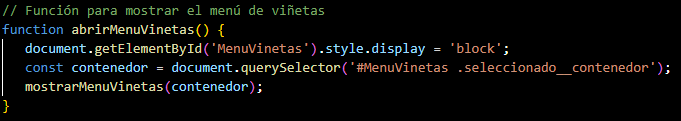 // Función para mostrar el menú de viñetas
function abrirMenuVinetas() {
   document.getElementById('MenuVinetas').style.display = 'block';
   const contenedor = document.querySelector('#MenuVinetas .seleccionado__contenedor');
   mostrarMenuVinetas(contenedor);
}